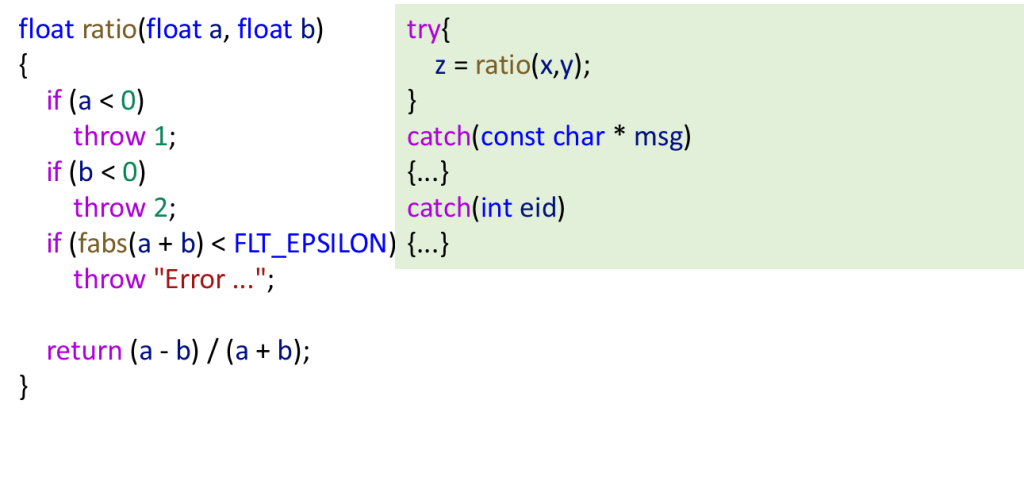 float ratio(float a, float b)
{
if (a < 0)
throw 1;
if (b < 0)
throw 2;
if (fabs(a + b) < FLT_EPSILON)
throw "Error ...";
return (a - b) / (a + b);
}
try{
z = ratio(x,y);
}
catch(const char * msg)
{...}
catch(int eid)
{...}